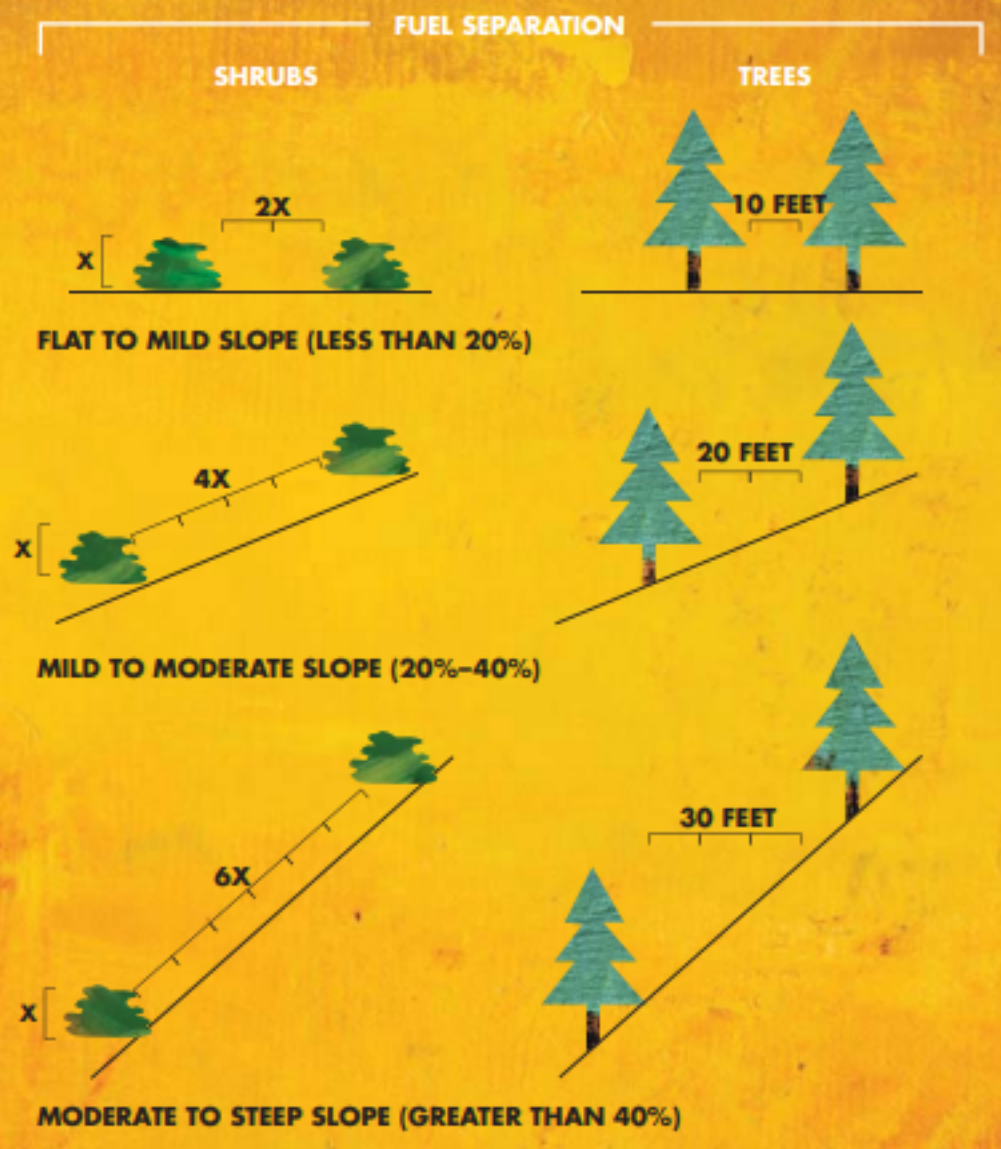 FUEL SEPARATION
SHRUBS
TREES
2X
X
10 FEET
FLAT TO MILD SLOPE (LESS THAN 20%)
4X
X
20 FEET
MILD TO MODERATE SLOPE (20%–40%)
6X
X
30 FEET
MODERATE TO STEEP SLOPE (GREATER THAN 40%)